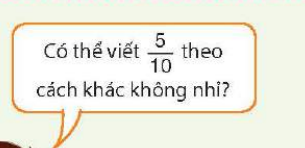 Có thể viết 5/10 theo
cách khác không nhỉ?